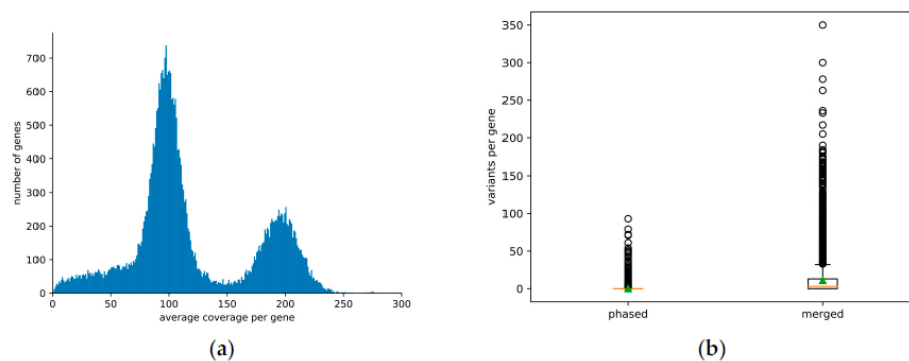 number of genes
700
600
500
400
300
200
100
0
0 50 100 150 200 250 300
average coverage per gene
(a)
variants per gene
350
300
250
200
150
100
50
0
phased merged
(b)